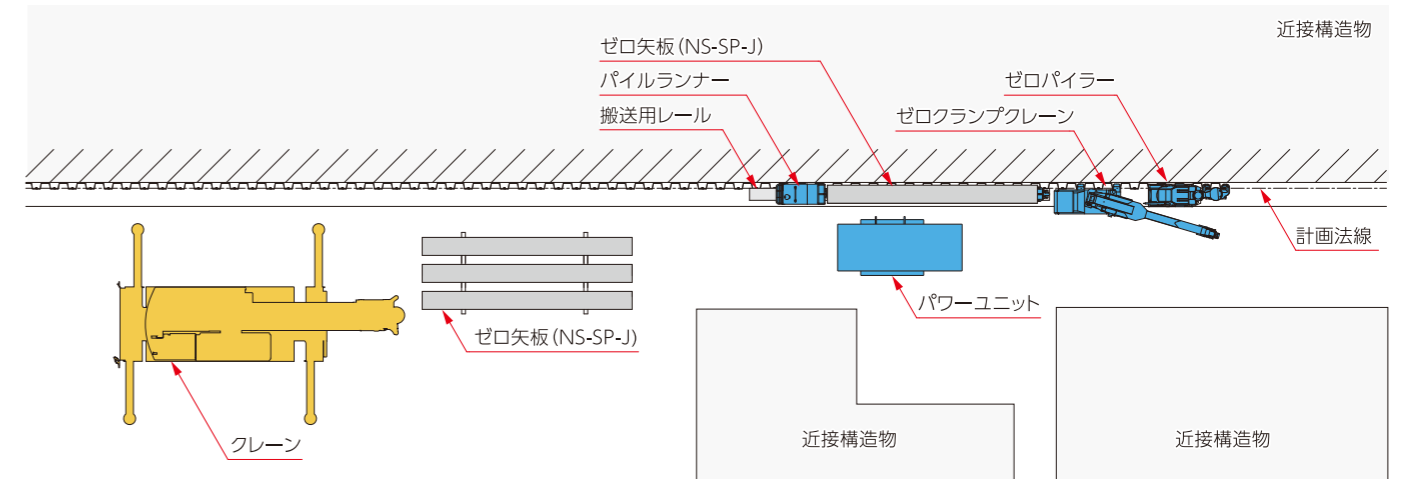 近接構造物
ゼロ矢板(NS-SP-J)
パイルランナー
ゼロパイラー
搬送用レール
ゼロクランプクレーン
計画法線
パワーユニット
ゼロ矢板(NS-SP-J)
クレーン
近接構造物
近接構造物